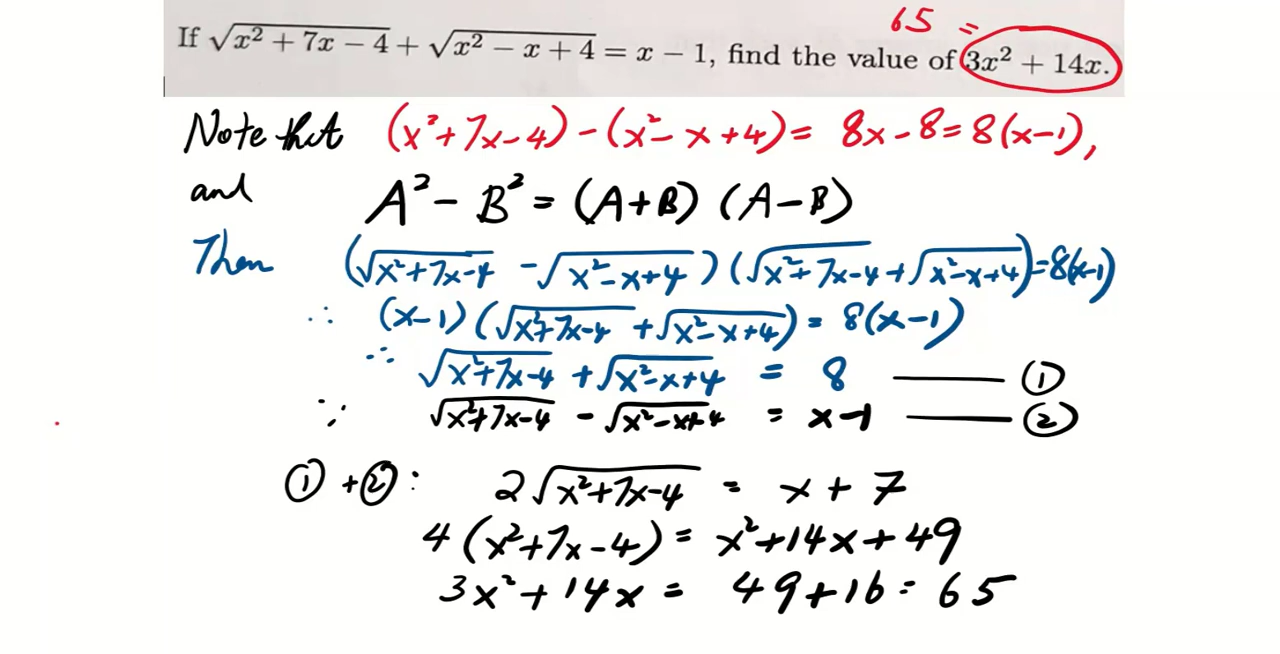 65 =
If √(x² + 7x − 4) + √(x² − x + 4) = x − 1, find the value of 3x² + 14x.
Note that (x²+7x-4)-(x²-x+4)= 8x-8=8(x-1),
and A²-B²=(A+B)(A-B)
Then (√(x²+7x-4) -√(x²-x+4))(√(x²+7x-4)+√(x²-x+4))=8(x-1)
∴ (x-1)(√(x²+7x-4)+√(x²-x+4))=8(x-1)
∴ √(x²+7x-4)+√(x²-x+4) = 8 —— ①
∵ √(x²+7x-4) -√(x²-x+4) = x-1 —— ②
①+②: 2√(x²+7x-4) = x+7
4(x²+7x-4)= x²+14x+49
3x²+14x= 49+16=65